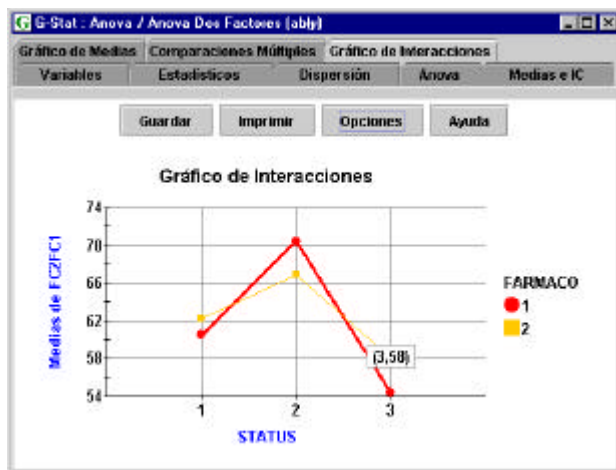 G-Stat : Anova / Anova Dos Factores (ably)
Gráfico de Medias Comparaciones Múltiples Gráfico de Interacciones
Variables Estadísticos Dispersión Anova Medias e IC
Guardar Imprimir Opciones Ayuda
Gráfico de Interacciones
74
70
66
62
58
54
Medias de FC2FC1
(3,58)
1 2 3
STATUS
FARMACO
1
2